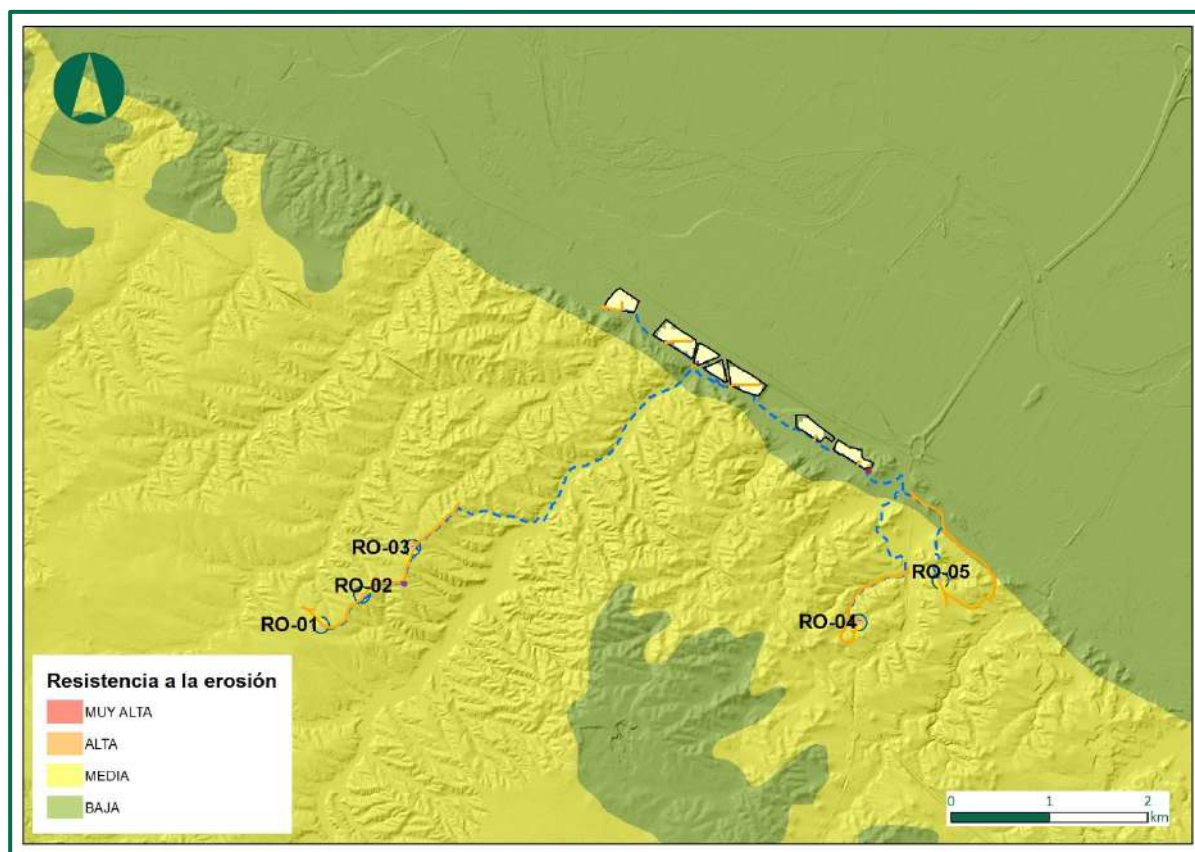 RO-03
RO-02
RO-01
RO-05
RO-04
Resistencia a la erosión
MUY ALTA
ALTA
MEDIA
BAJA
0 1 2
km